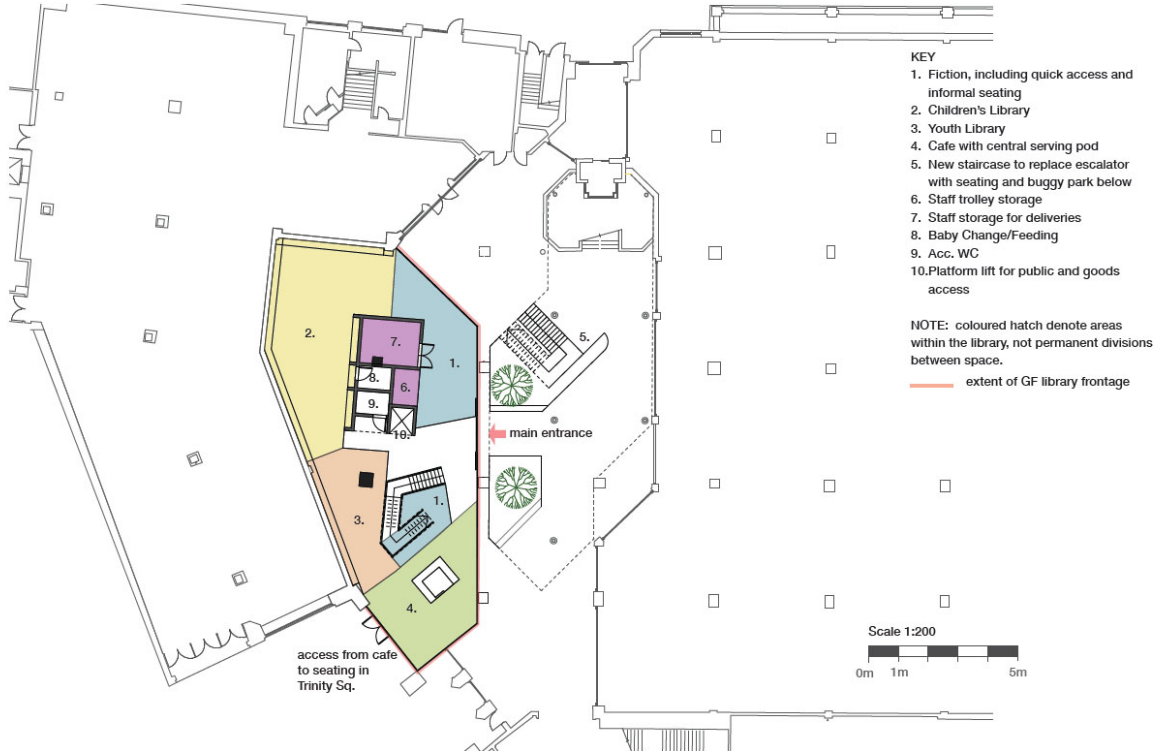 KEY
1. Fiction, including quick access and
informal seating
2. Children's Library
3. Youth Library
4. Cafe with central serving pod
5. New staircase to replace escalator
with seating and buggy park below
6. Staff trolley storage
7. Staff storage for deliveries
8. Baby Change/Feeding
9. Acc. WC
10.Platform lift for public and goods
access
NOTE: coloured hatch denote areas
within the library, not permanent divisions
between space.
extent of GF library frontage
2.
7.
1.
5.
8.
6.
9.
10.
main entrance
3.
1.
4.
access from cafe
to seating in
Trinity Sq.
Scale 1:200
0m 1m 5m